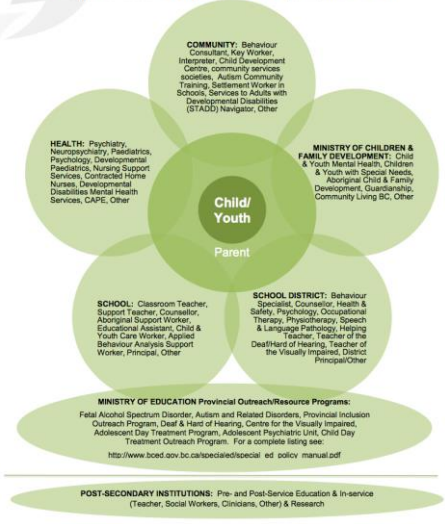 COMMUNITY: Behaviour
Consultant, Key Worker,
Interpreter, Child Development
Centre, community services
societies, Autism Community
Training, Settlement Worker in
Schools, Services to Adults with
Developmental Disabilities
(STADD) Navigator, Other
HEALTH: Psychiatry,
Neuropsychiatry, Paediatrics,
Psychology, Developmental
Paediatrics, Nursing Support
Services, Contracted Home
Nurses, Developmental
Disabilities Mental Health
Services, CAPE, Other
MINISTRY OF CHILDREN &
FAMILY DEVELOPMENT: Child
& Youth Mental Health, Children
& Youth with Special Needs,
Aboriginal Child & Family
Development, Guardianship,
Community Living BC, Other
Child/
Youth
Parent
SCHOOL: Classroom Teacher,
Support Teacher, Counsellor,
Aboriginal Support Worker,
Educational Assistant, Child &
Youth Care Worker, Applied
Behaviour Analysis Support
Worker, Principal, Other
SCHOOL DISTRICT: Behaviour
Specialist, Counsellor, Health &
Safety, Psychology, Occupational
Therapy, Physiotherapy, Speech
& Language Pathology, Helping
Teacher, Teacher of the
Deaf/Hard of Hearing, Teacher of
the Visually Impaired, District
Principal/Other
MINISTRY OF EDUCATION Provincial Outreach/Resource Programs:
Fetal Alcohol Spectrum Disorder, Autism and Related Disorders, Provincial Inclusion
Outreach Program, Deaf & Hard of Hearing, Centre for the Visually Impaired,
Adolescent Day Treatment Program, Adolescent Psychiatric Unit, Child Day
Treatment Outreach Program. For a complete listing see:
http://www.bced.gov.bc.ca/specialed/special_ed_policy_manual.pdf
POST-SECONDARY INSTITUTIONS: Pre- and Post-Service Education & In-service
(Teacher, Social Workers, Clinicians, Other) & Research